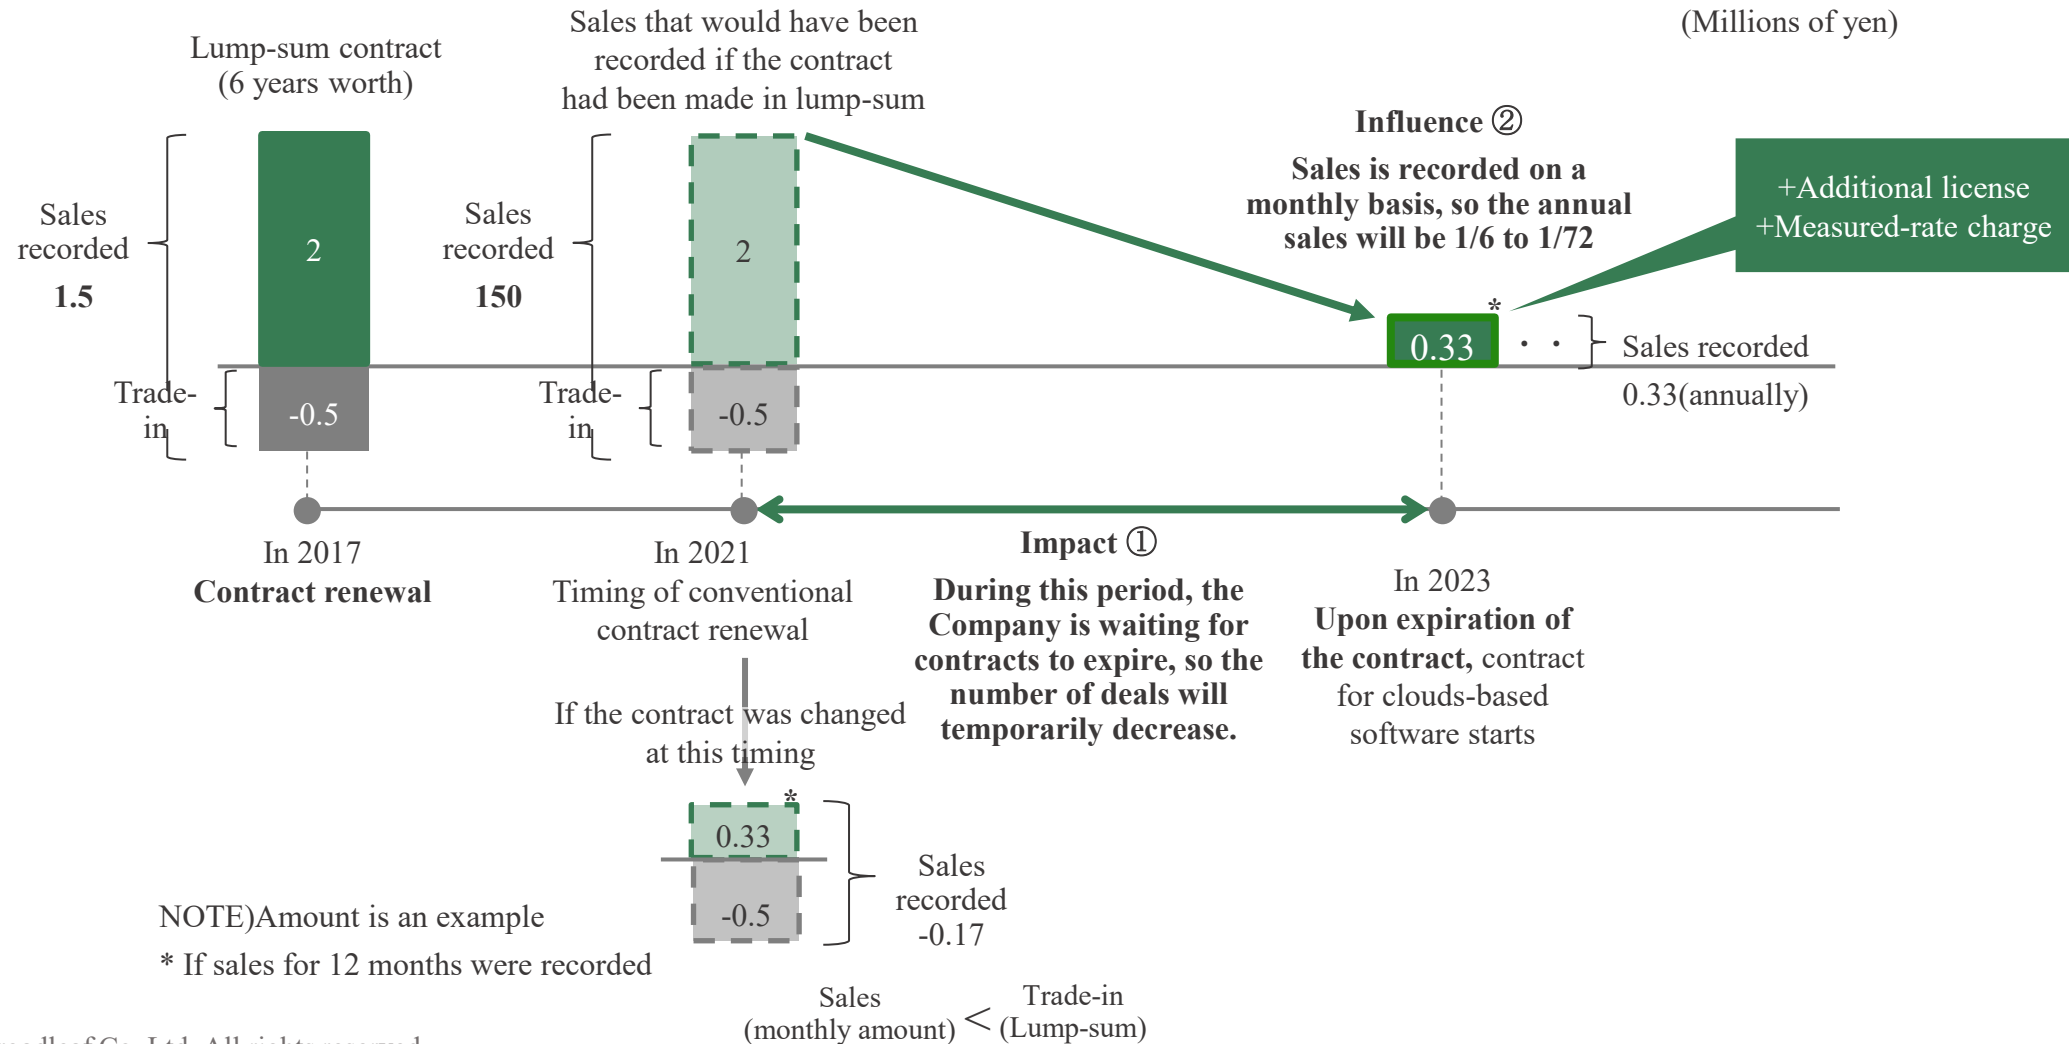 (Millions of yen)
Lump-sum contract
(6 years worth)
Sales that would have been
recorded if the contract
had been made in lump-sum
Sales
recorded
1.5
2
Trade-
in
-0.5
Sales
recorded
150
2
Trade-
in
-0.5
Influence ②
Sales is recorded on a
monthly basis, so the annual
sales will be 1/6 to 1/72
+Additional license
+Measured-rate charge
*
0.33
・・
Sales recorded
0.33(annually)
In 2017
Contract renewal
In 2021
Timing of conventional
contract renewal
Impact ①
During this period, the
Company is waiting for
contracts to expire, so the
number of deals will
temporarily decrease.
In 2023
Upon expiration of
the contract, contract
for clouds-based
software starts
If the contract was changed
at this timing
*
0.33
-0.5
Sales
recorded
-0.17
NOTE)Amount is an example
* If sales for 12 months were recorded
Sales
(monthly amount)
<
Trade-in
(Lump-sum)
Co., Ltd. All rights reserved